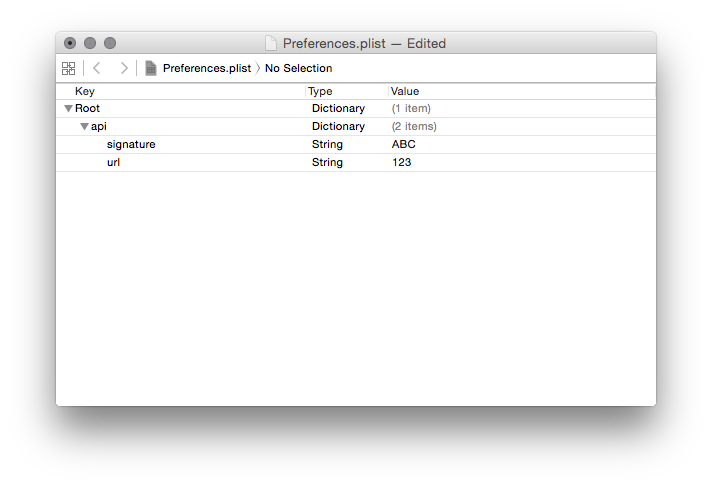 Preferences.plist — Edited
Preferences.plist 〉 No Selection
Key Type Value
Root Dictionary (1 item)
api Dictionary (2 items)
signature String ABC
url String 123